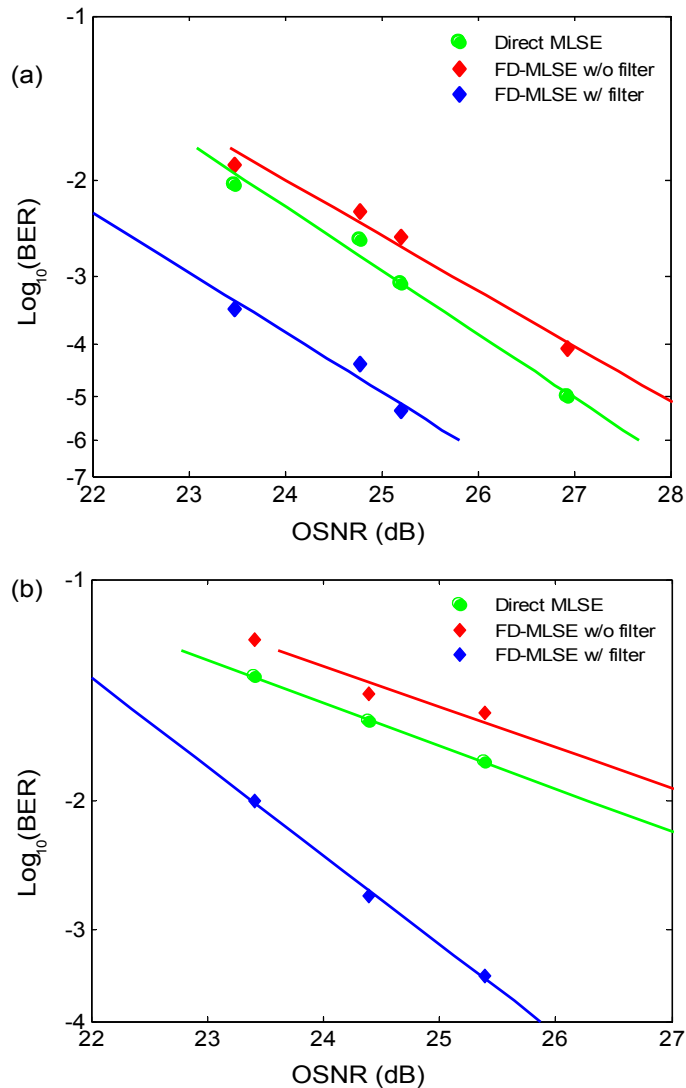 (a)
-1
-2
-3
-4
-5
-6
-7
Log10(BER)
Direct MLSE
FD-MLSE w/o filter
FD-MLSE w/ filter
22 23 24 25 26 27 28
OSNR (dB)
(b)
-1
-2
-3
-4
Log10(BER)
Direct MLSE
FD-MLSE w/o filter
FD-MLSE w/ filter
22 23 24 25 26 27
OSNR (dB)